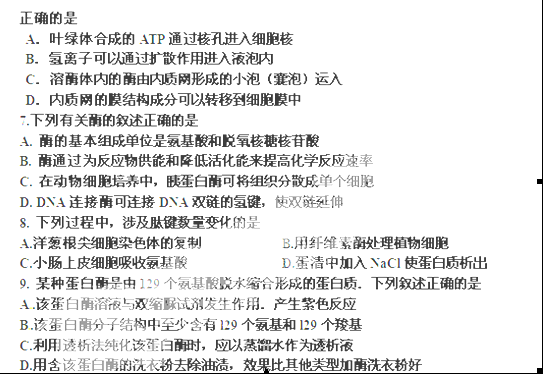 正确的是
A. 叶绿体合成的 ATP 通过核孔进入细胞核
B. 氢离子可以通过扩散作用进入液泡内
C. 溶酶体内的酶由内质网形成的小泡（囊泡）运入
D. 内质网的膜结构成分可以转移到细胞膜中
7.下列有关酶的叙述正确的是
A. 酶的基本组成单位是氨基酸和脱氧核糖核苷酸
B. 酶通过为反应物供能和降低活化能来提高化学反应速率
C. 在动物细胞培养中，胰蛋白酶可将组织分散成单个细胞
D. DNA 连接酶可连接 DNA 双链的氢键，使双链延伸
8. 下列过程中，涉及肽键数量变化的是
A.洋葱根尖细胞染色体的复制 B.用纤维素酶处理植物细胞
C.小肠上皮细胞吸收氨基酸 D.蛋清中加入 NaCl 使蛋白质析出
9. 某种蛋白酶是由 129 个氨基酸脱水缩合形成的蛋白质．下列叙述正确的是
A.该蛋白酶溶液与双缩脲试剂发生作用．产生紫色反应
B.该蛋白酶分子结构中至少含有 129 个氨基和 129 个羧基
C.利用透析法纯化该蛋白酶时，应以蒸馏水作为透析液
D.用含该蛋白酶的洗衣粉去除油渍，效果比其他类型加酶洗衣粉好